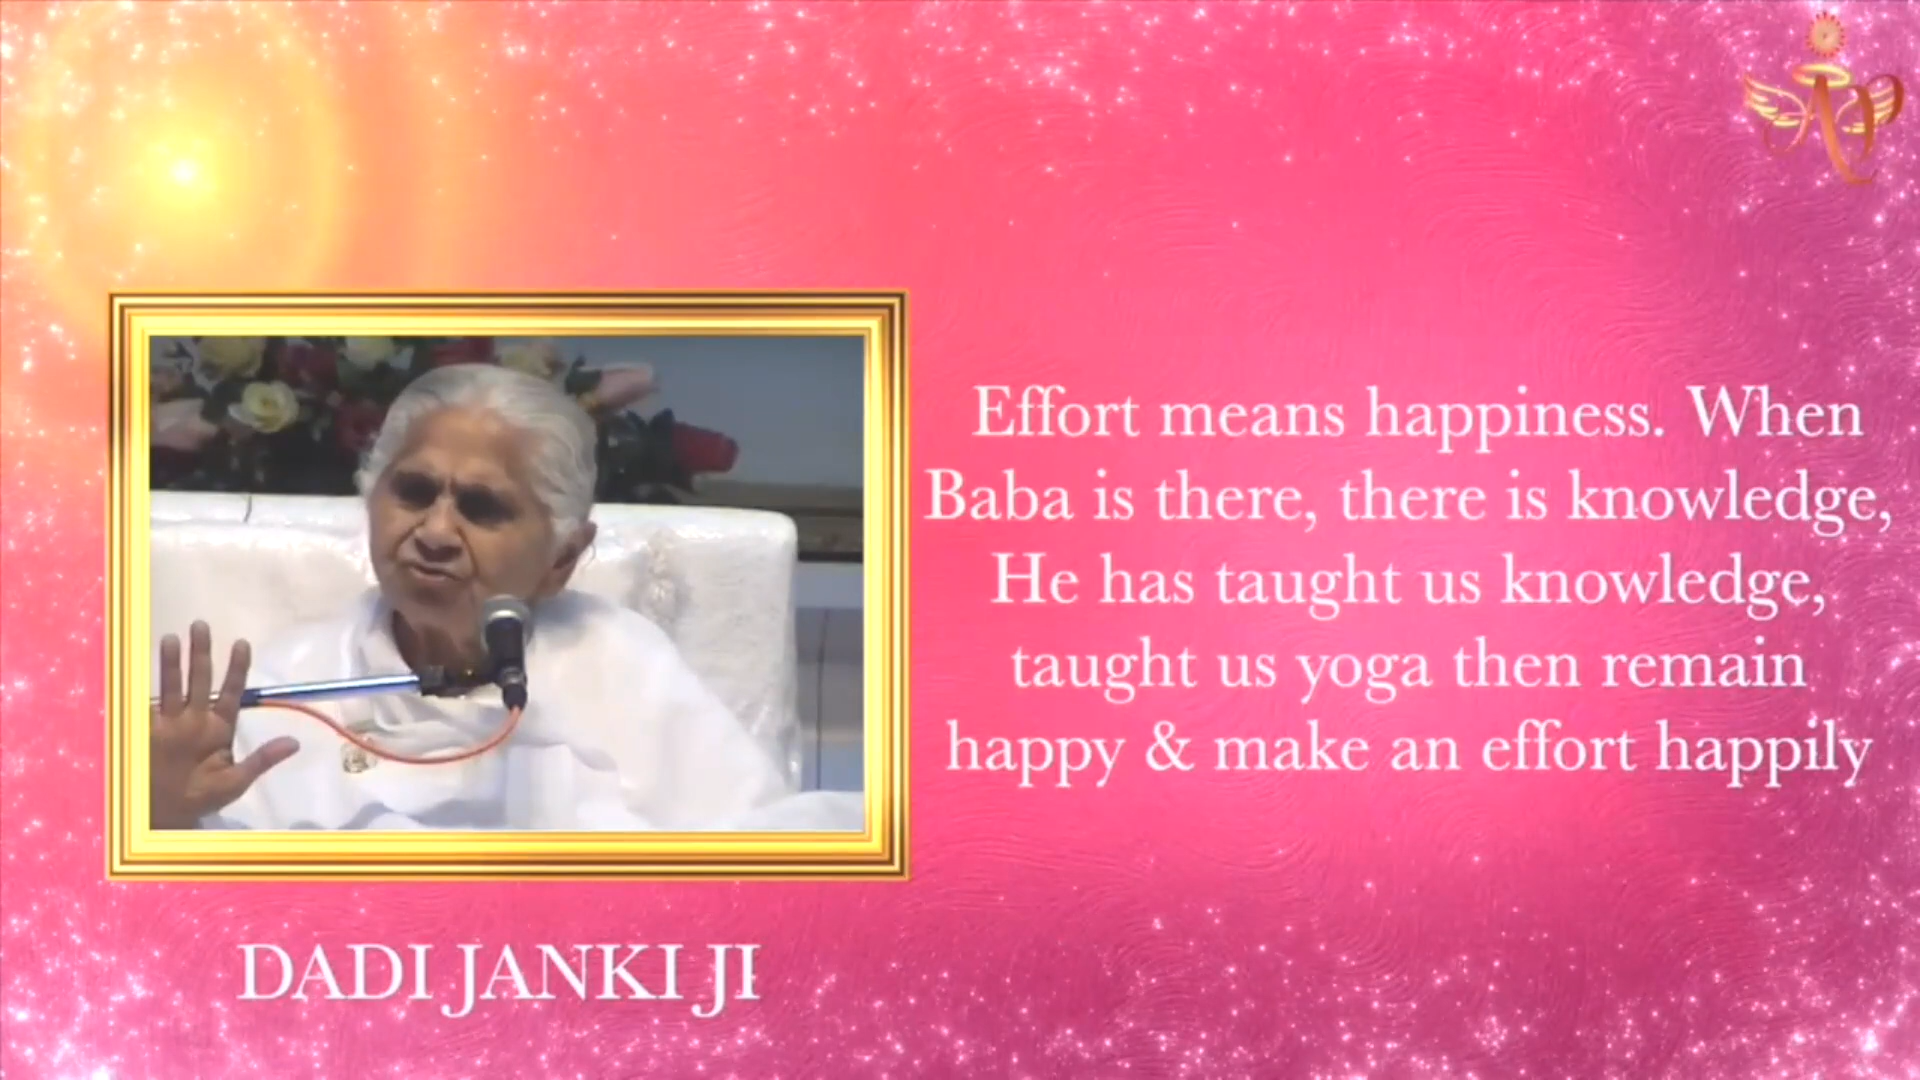 Effort means happiness. When
Baba is there, there is knowledge,
He has taught us knowledge,
taught us yoga then remain
happy & make an effort happily
DADI JANKI JI
AP